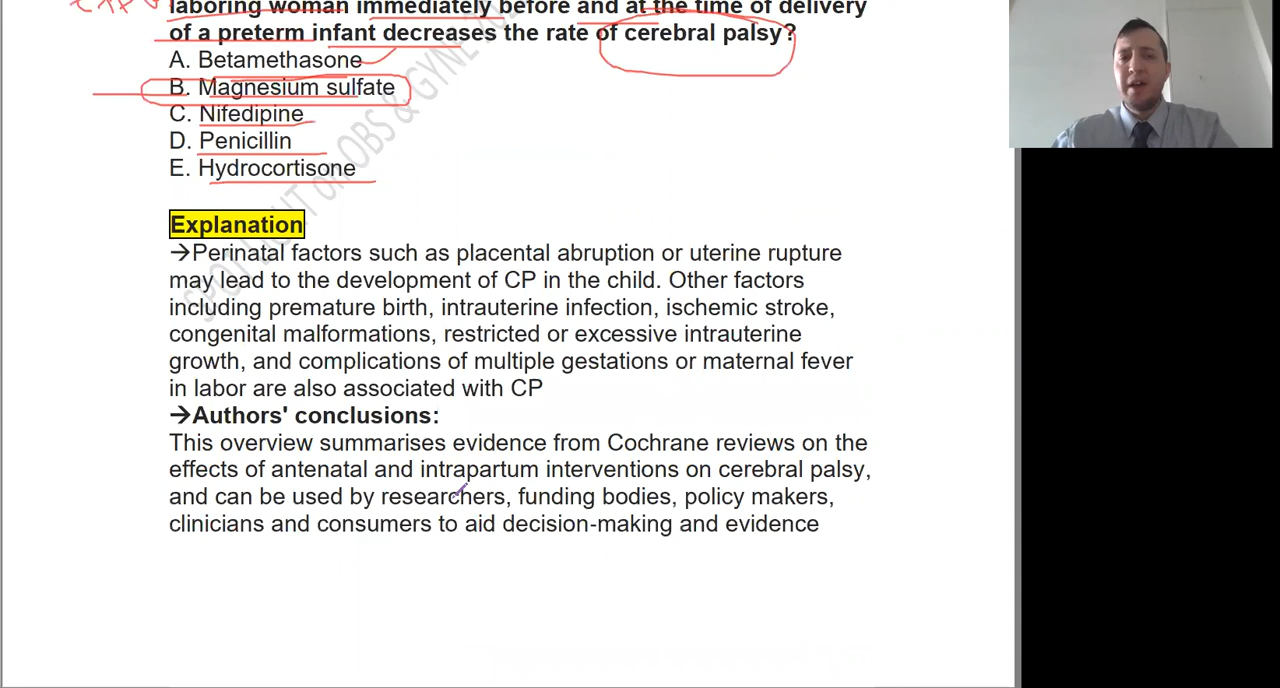 laboring woman immediately before and at the time of delivery
of a preterm infant decreases the rate of cerebral palsy?
A. Betamethasone
B. Magnesium sulfate
C. Nifedipine
D. Penicillin
E. Hydrocortisone
Explanation
→Perinatal factors such as placental abruption or uterine rupture
may lead to the development of CP in the child. Other factors
including premature birth, intrauterine infection, ischemic stroke,
congenital malformations, restricted or excessive intrauterine
growth, and complications of multiple gestations or maternal fever
in labor are also associated with CP
→Authors' conclusions:
This overview summarises evidence from Cochrane reviews on the
effects of antenatal and intrapartum interventions on cerebral palsy,
and can be used by researchers, funding bodies, policy makers,
clinicians and consumers to aid decision-making and evidence